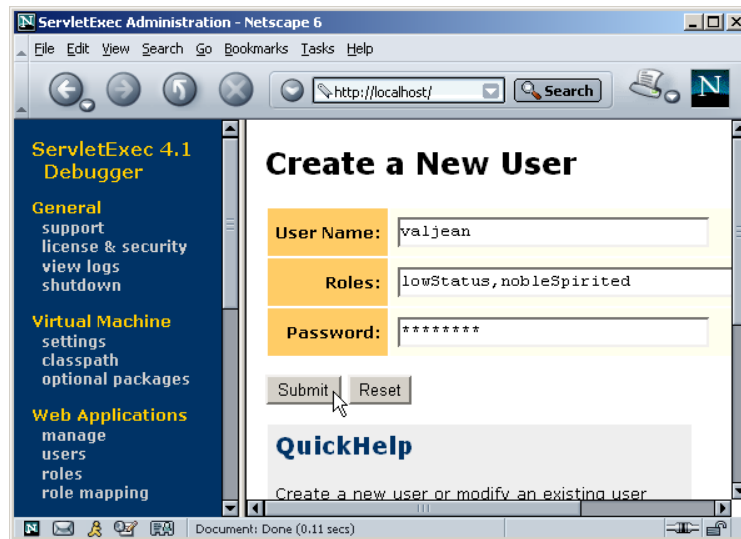 ServletExec Administration - Netscape 6
File Edit View Search Go Bookmarks Tasks Help
http://localhost/ Search N
ServletExec 4.1
Debugger
General
support
license & security
view logs
shutdown
Virtual Machine
settings
classpath
optional packages
Web Applications
manage
users
roles
role mapping
Create a New User
User Name: valjean
Roles: lowStatus,nobleSpirited
Password: ********
Submit Reset
QuickHelp
Create a new user or modify an existing user
Document: Done (0.11 secs)